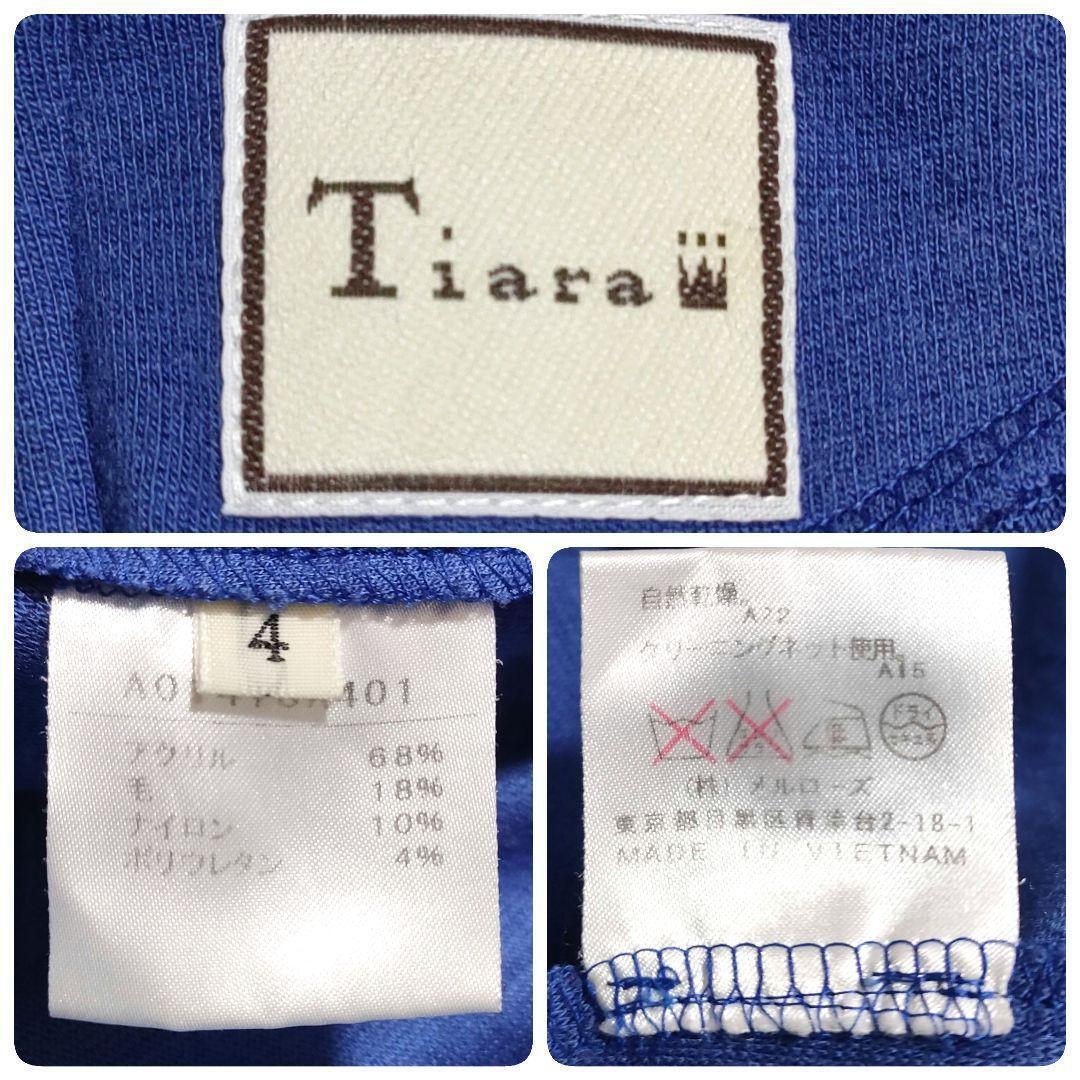 Tiara
4
401
アクリル 68%
毛 18%
ナイロン 10%
ポリウレタン 4%
自然乾燥。
A72
クリーニングネット使用。
A15
ドライ
(株)メルローズ
東京都目黒区青葉台2-18-1
MADE IN VIETNAM